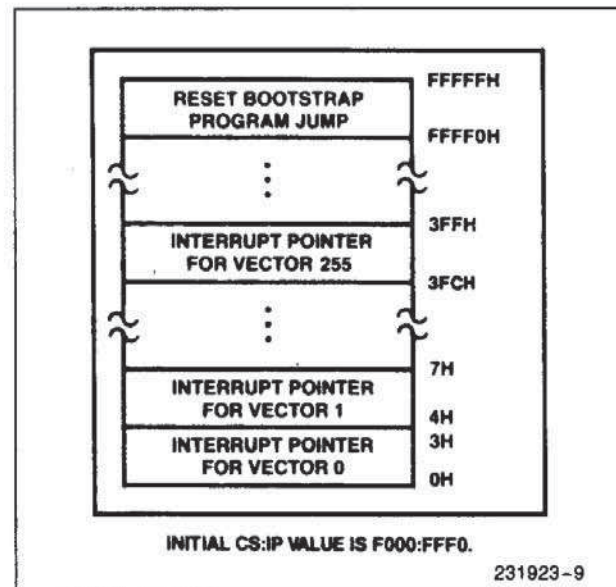 FFFFFH
RESET BOOTSTRAP
PROGRAM JUMP
FFFF0H
3FFH
INTERRUPT POINTER
FOR VECTOR 255
3FCH
7H
INTERRUPT POINTER
FOR VECTOR 1
4H
3H
INTERRUPT POINTER
FOR VECTOR 0
0H
INITIAL CS:IP VALUE IS F000:FFF0.
231923-9